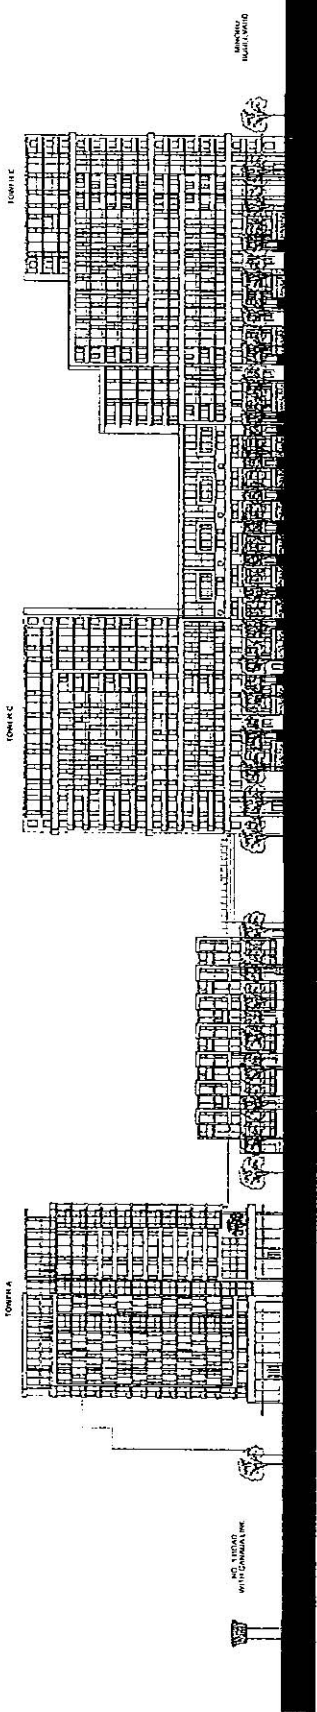 TOWER A
TOWER C
TOWER E
NO. 3 ROAD
WITH CANADA LINE
MINORU
BOULEVARD